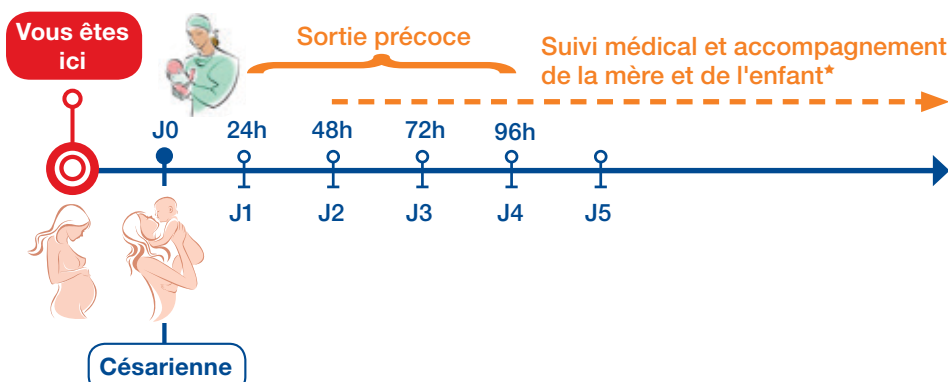 Vous êtes
ici
Sortie précoce
Suivi médical et accompagnement
de la mère et de l'enfant★
J0 24h 48h 72h 96h
J1 J2 J3 J4 J5
Césarienne